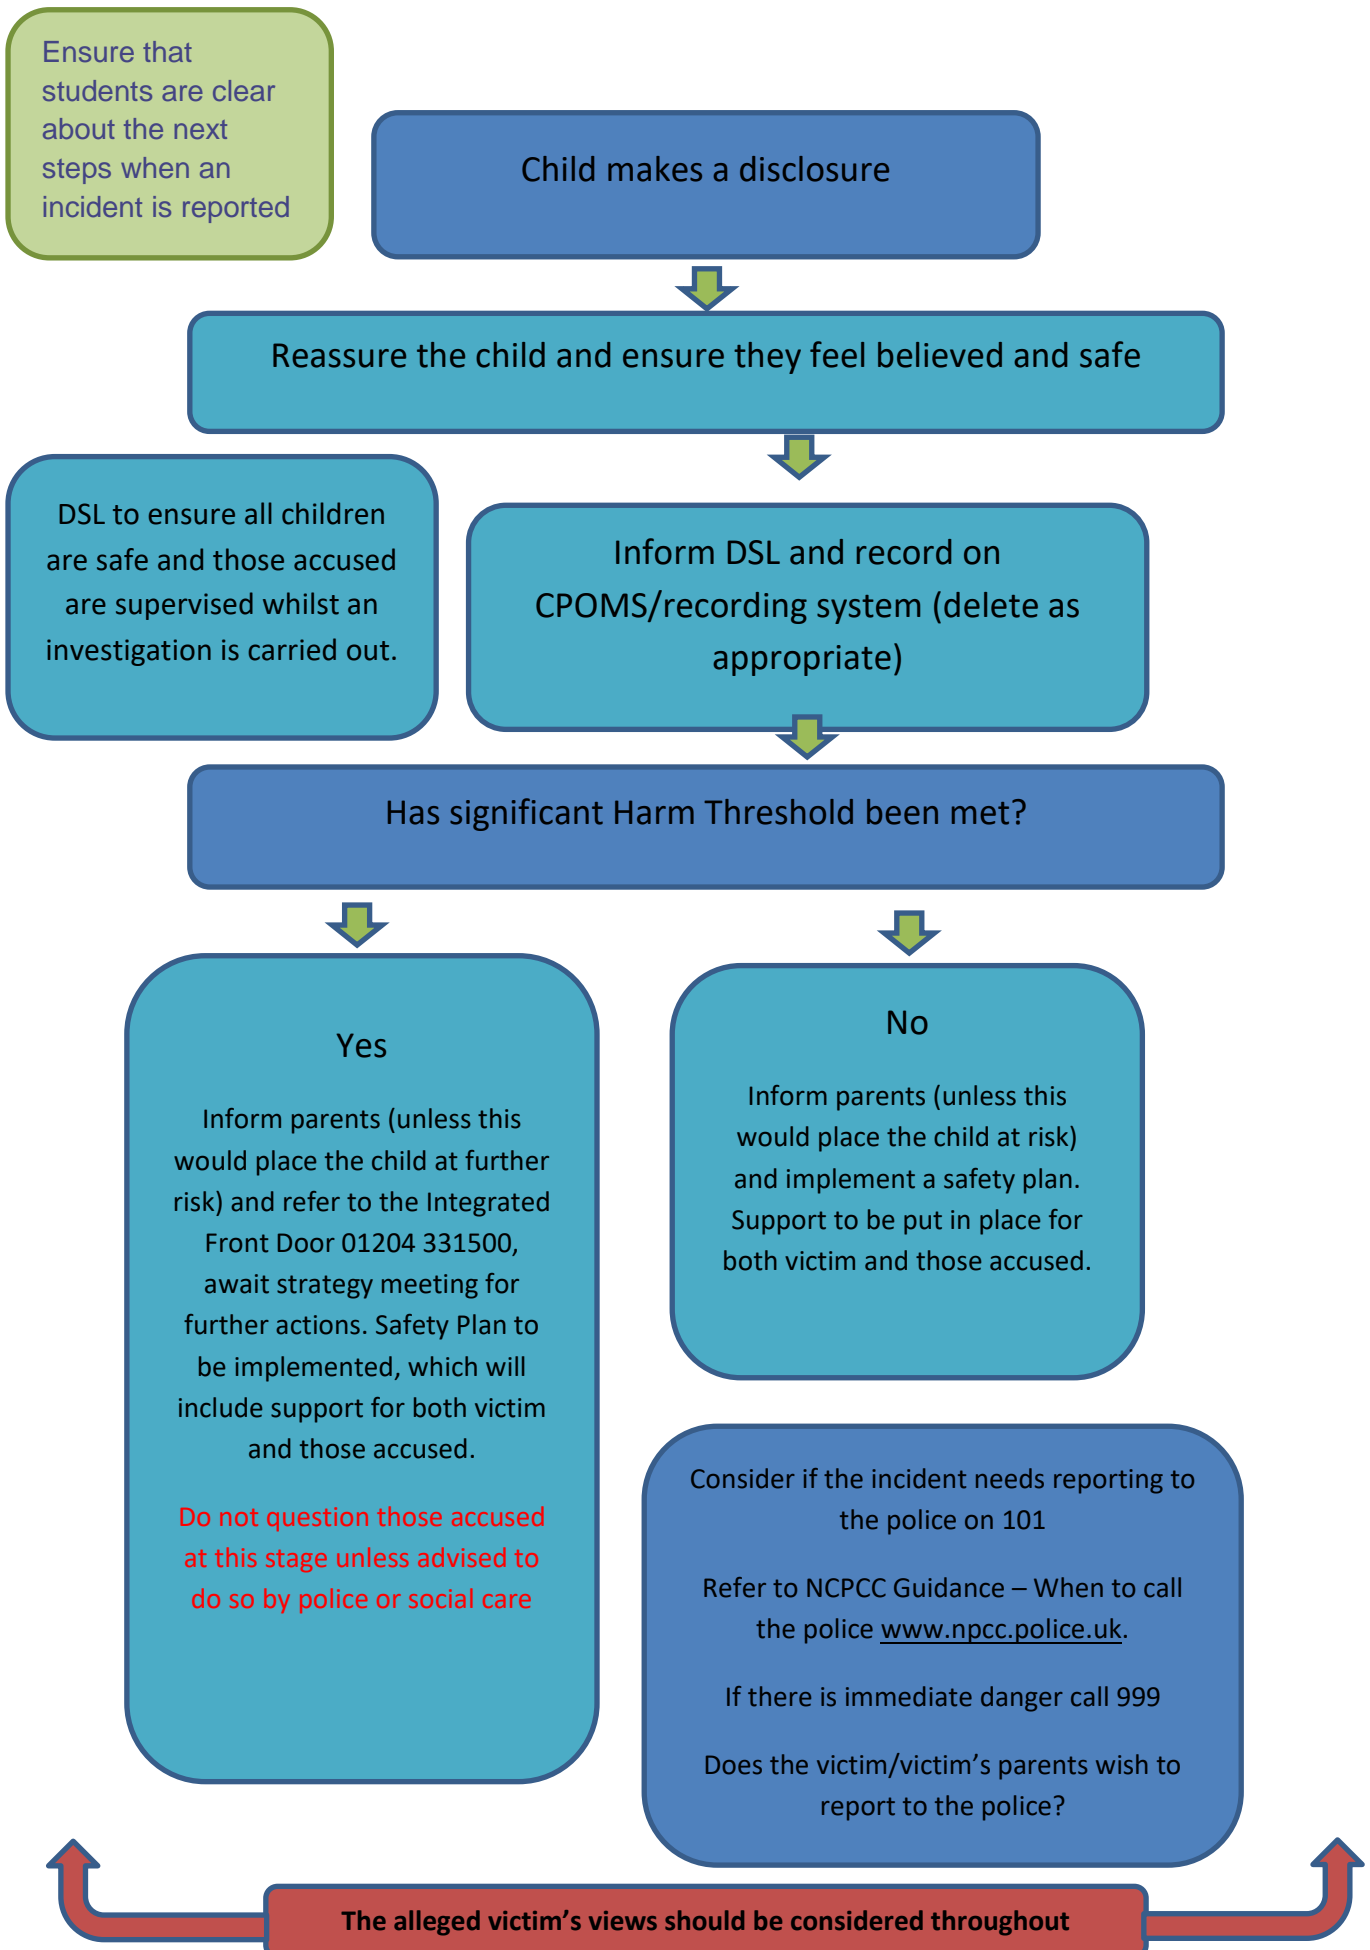 Ensure that
students are clear
about the next
steps when an
incident is reported
Child makes a disclosure
Reassure the child and ensure they feel believed and safe
DSL to ensure all children
are safe and those accused
are supervised whilst an
investigation is carried out.
Inform DSL and record on
CPOMS/recording system (delete as
appropriate)
Has significant Harm Threshold been met?
Yes
Inform parents (unless this
would place the child at further
risk) and refer to the Integrated
Front Door 01204 331500,
await strategy meeting for
further actions. Safety Plan to
be implemented, which will
include support for both victim
and those accused.
Do not question those accused
at this stage unless advised to
do so by police or social care
No
Inform parents (unless this
would place the child at risk)
and implement a safety plan.
Support to be put in place for
both victim and those accused.
Consider if the incident needs reporting to
the police on 101
Refer to NCPCC Guidance – When to call
the police www.npcc.police.uk.
If there is immediate danger call 999
Does the victim/victim’s parents wish to
report to the police?
The alleged victim’s views should be considered throughout